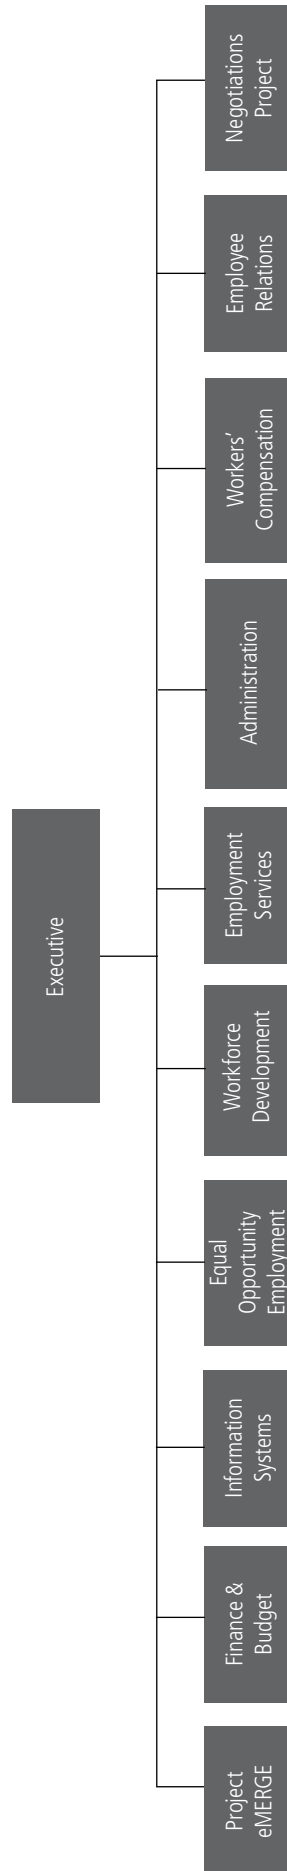 Executive
Project
eMERGE
Finance &
Budget
Information
Systems
Equal
Opportunity
Employment
Workforce
Development
Employment
Services
Administration
Workers’
Compensation
Employee
Relations
Negotiations
Project